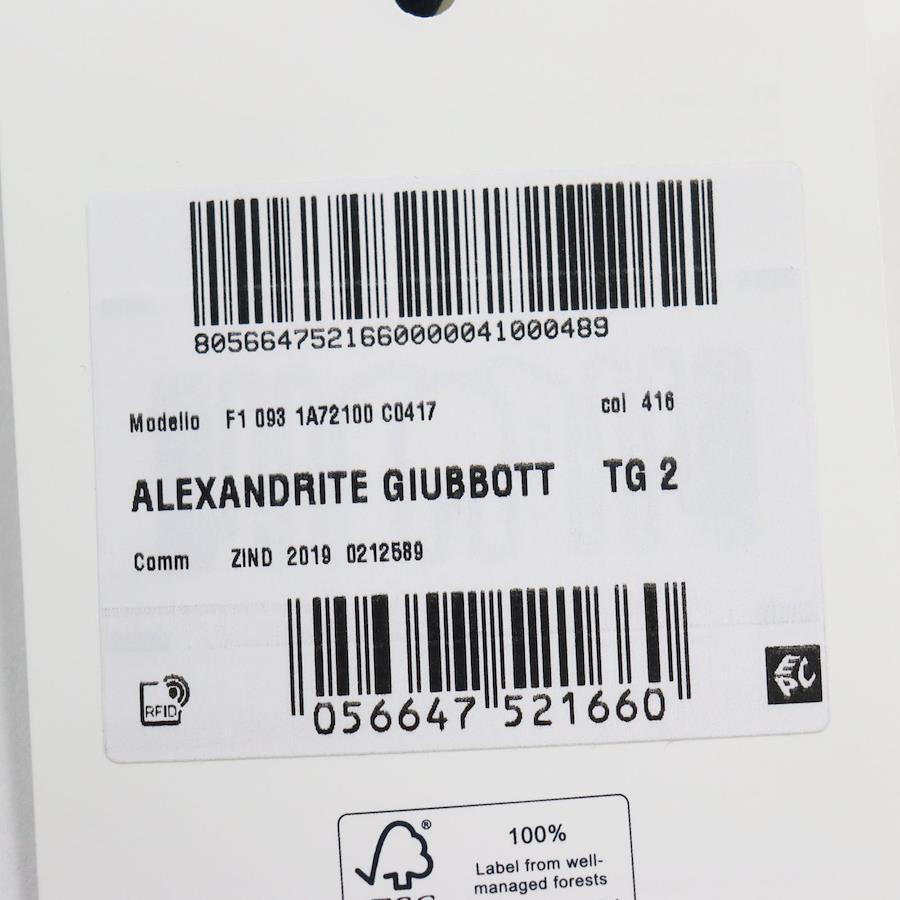 8056647521660000041000489
Modello F1 093 1A72100 C0417 col 416
ALEXANDRITE GIUBBOTT TG 2
Comm ZIND 2019 0212589
RFID
EPC
056647 521660
®
100%
Label from well-
managed forests